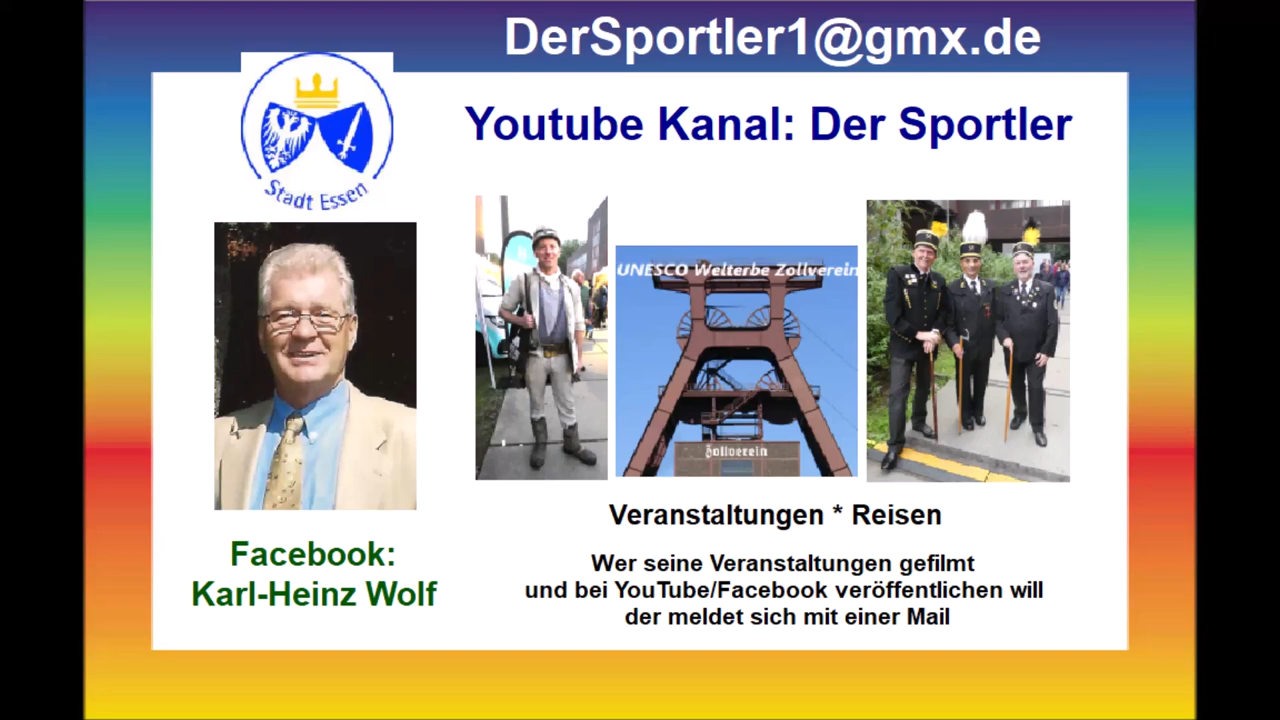 DerSportler1@gmx.de
Youtube Kanal: Der Sportler
Stadt Essen
UNESCO Welterbe Zollverein
Zollverein
Veranstaltungen * Reisen
Facebook:
Karl-Heinz Wolf
Wer seine Veranstaltungen gefilmt
und bei YouTube/Facebook veröffentlichen will
der meldet sich mit einer Mail